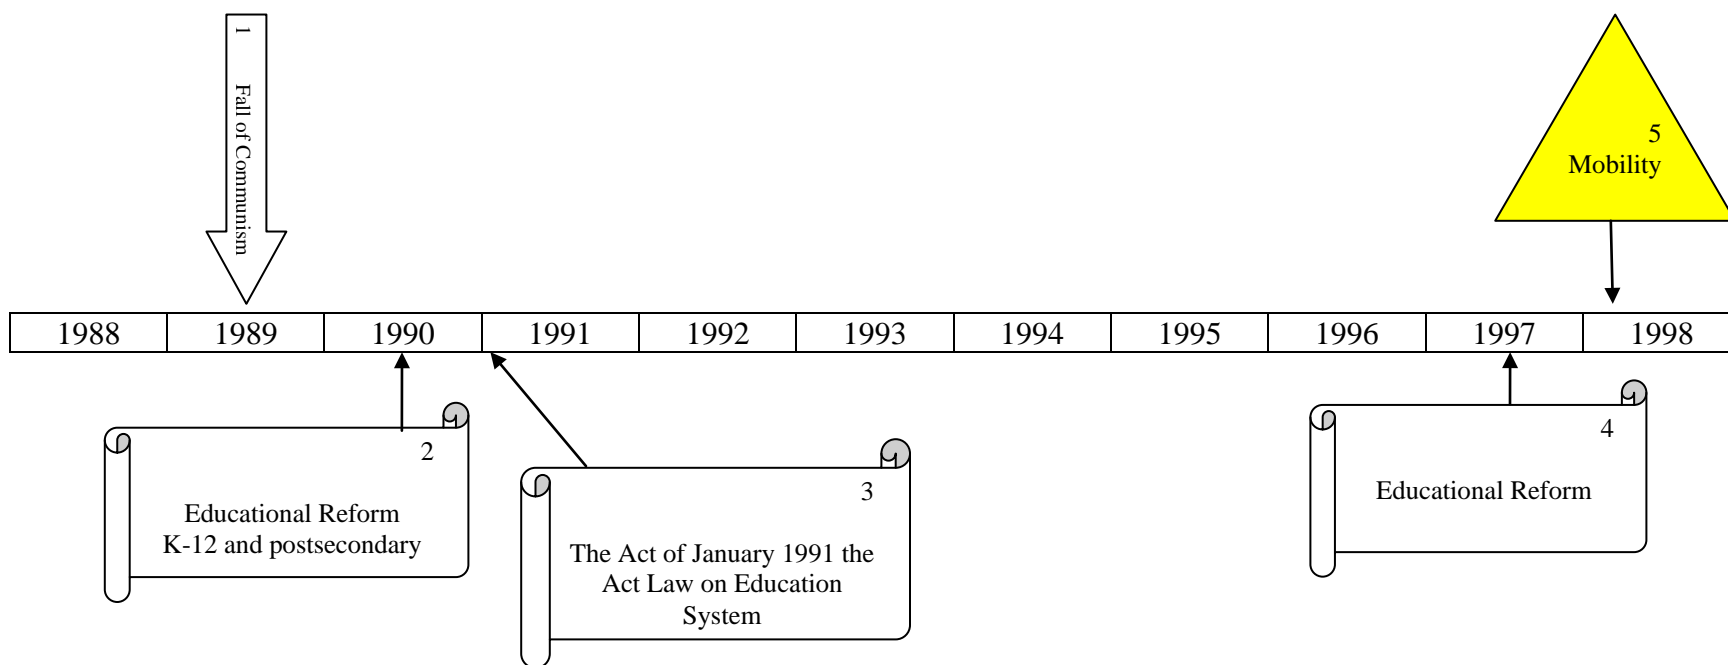 1 Fall of Communism
5
Mobility
1988 1989 1990 1991 1992 1993 1994 1995 1996 1997 1998
2
Educational Reform
K-12 and postsecondary
3
The Act of January 1991 the
Act Law on Education
System
4
Educational Reform